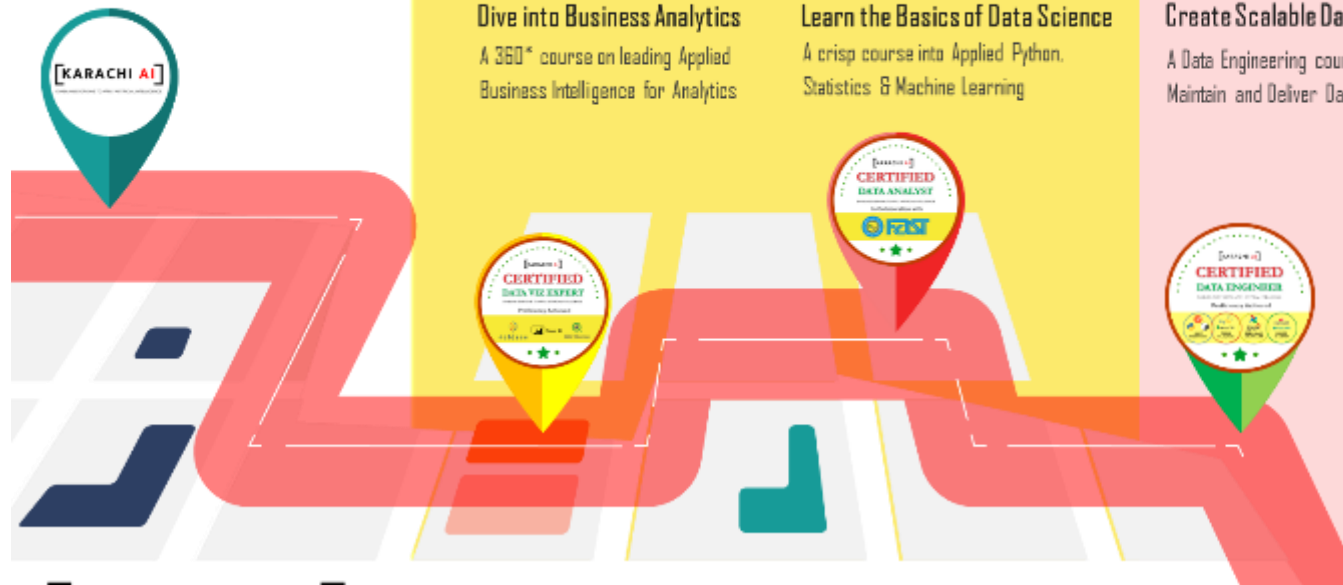 [KARACHI AI]
Dive into Business Analytics
A 360° course on leading Applied
Business Intelligence for Analytics
Learn the Basics of Data Science
A crisp course into Applied Python,
Statistics & Machine Learning
Create Scalable Da
A Data Engineering cou
Maintain and Deliver Da
CERTIFIED
DATA ANALYST
FAST
CERTIFIED
DATA VIZ EXPERT
CERTIFIED
DATA ENGINEER